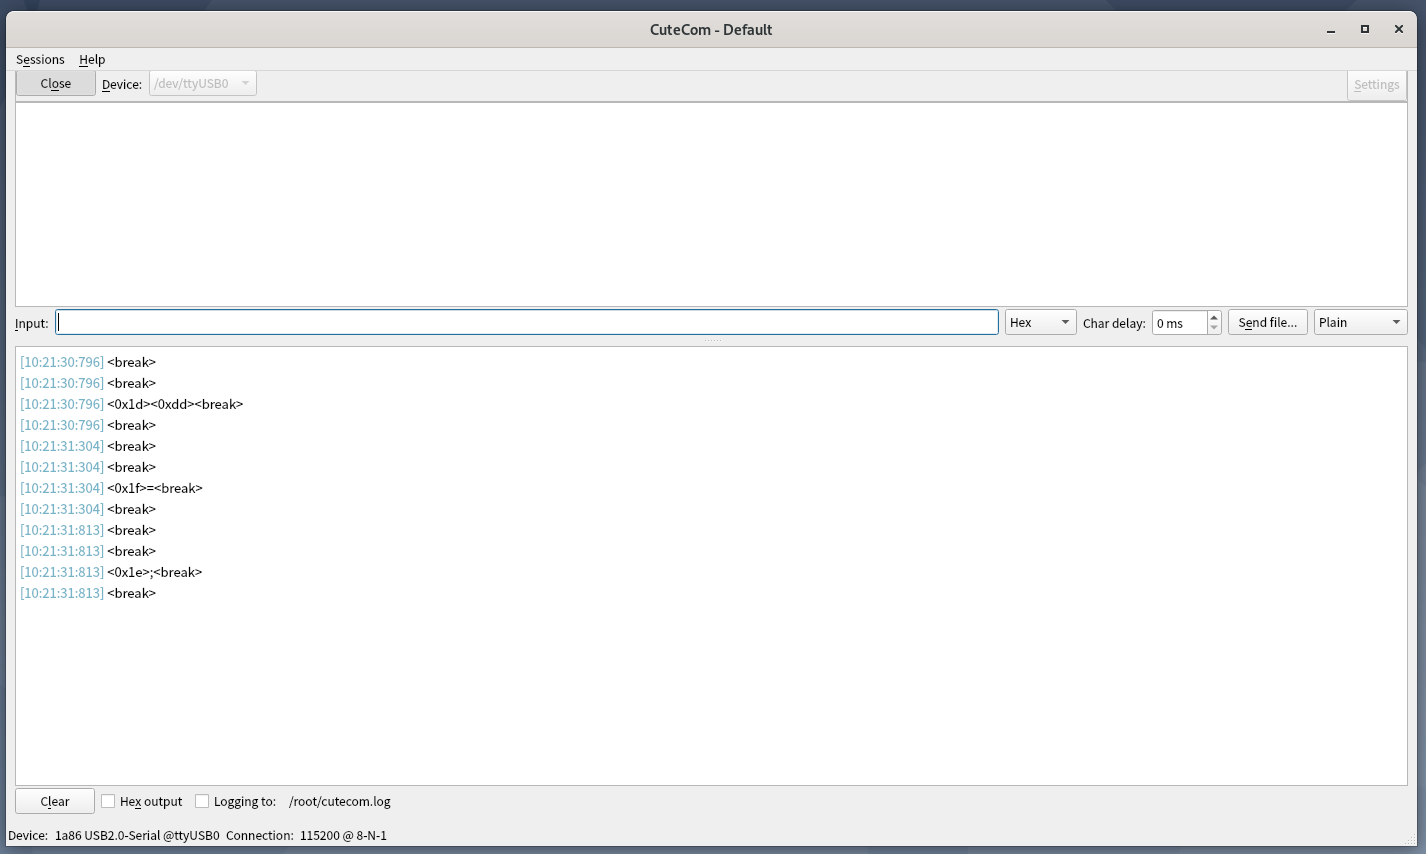 CuteCom - Default
Sessions Help
Close Device: /dev/ttyUSB0 Settings
Input: Hex Char delay: 0 ms Send file... Plain
[10:21:30:796] <break>
[10:21:30:796] <break>
[10:21:30:796] <0x1d><0xdd><break>
[10:21:30:796] <break>
[10:21:31:304] <break>
[10:21:31:304] <break>
[10:21:31:304] <0x1f>=<break>
[10:21:31:304] <break>
[10:21:31:813] <break>
[10:21:31:813] <break>
[10:21:31:813] <0x1e>;<break>
[10:21:31:813] <break>
Clear Hex output Logging to: /root/cutecom.log
Device: 1a86 USB2.0-Serial @ttyUSB0 Connection: 115200 @ 8-N-1